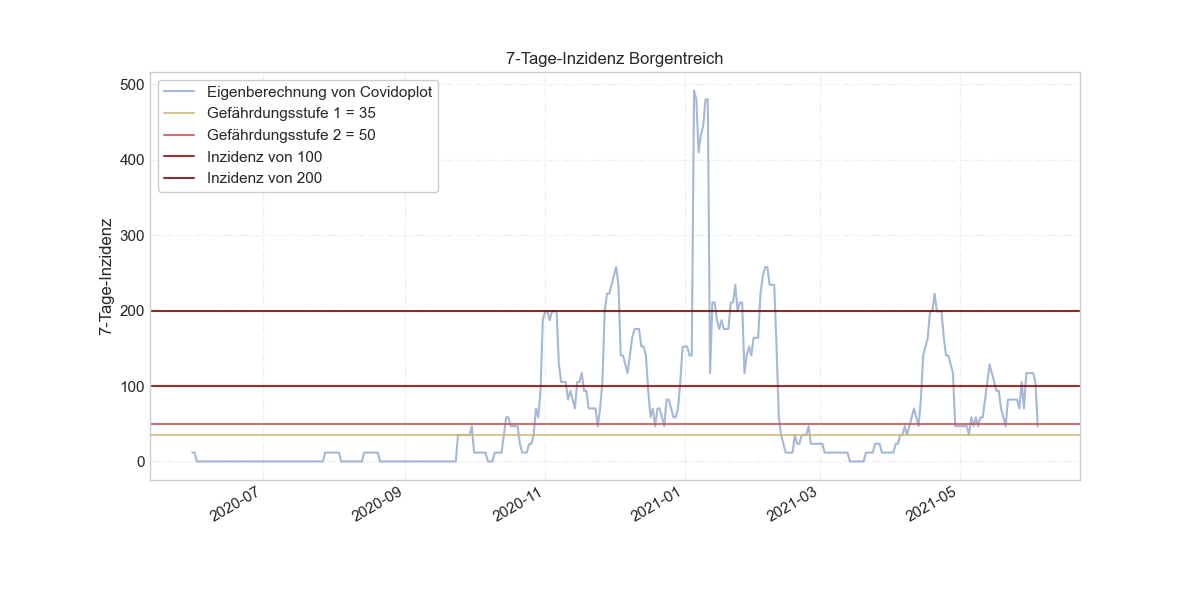 7-Tage-Inzidenz Borgentreich
Eigenberechnung von Covidoplot
Gefährdungsstufe 1 = 35
Gefährdungsstufe 2 = 50
Inzidenz von 100
Inzidenz von 200
7-Tage-Inzidenz
500
400
300
200
100
0
2020-07
2020-09
2020-11
2021-01
2021-03
2021-05